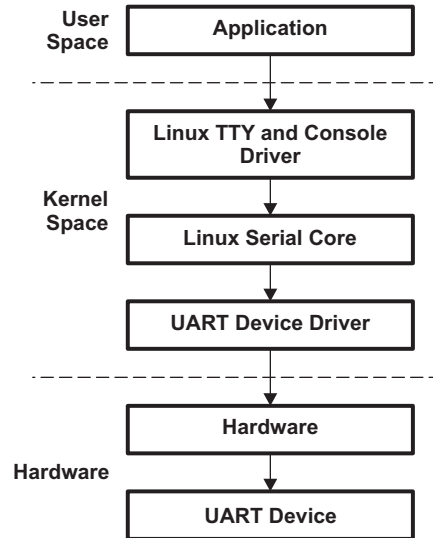 User
Space
Application
Linux TTY and Console
Driver
Kernel
Space
Linux Serial Core
UART Device Driver
Hardware
Hardware
UART Device